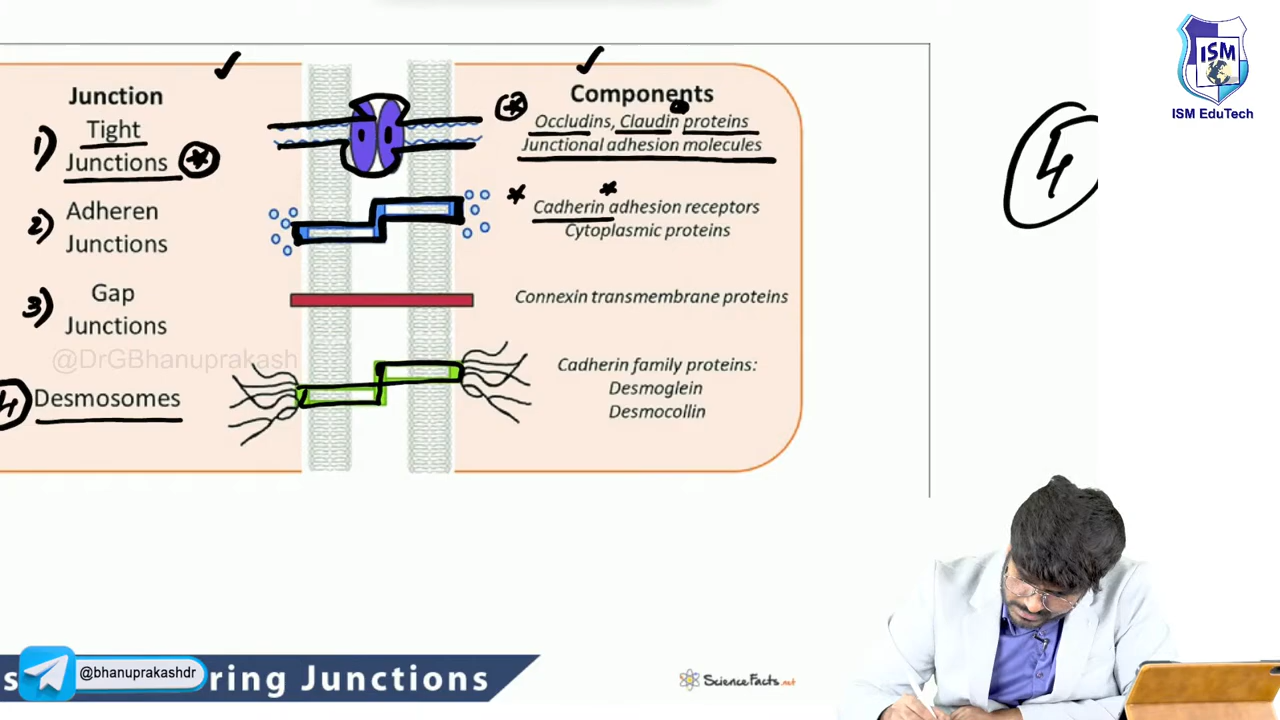 ISM
ISM EduTech
Junction
Components
1) Tight
Junctions
Occludins, Claudin proteins
Junctional adhesion molecules
2) Adheren
Junctions
Cadherin adhesion receptors
Cytoplasmic proteins
3) Gap
Junctions
Connexin transmembrane proteins
@DrGBhanuprakash
4 Desmosomes
Cadherin family proteins:
Desmoglein
Desmocollin
4
s
@bhanuprakashdr
ring Junctions
ScienceFacts.net